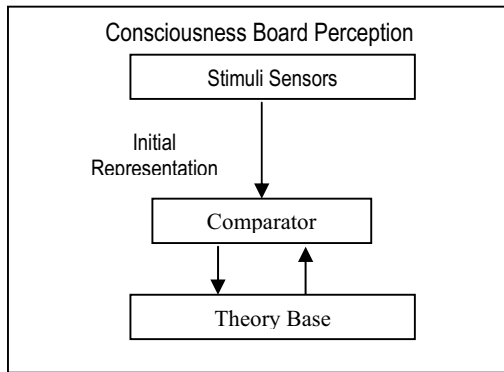 Consciousness Board Perception
Stimuli Sensors
Initial
Representation
Comparator
Theory Base